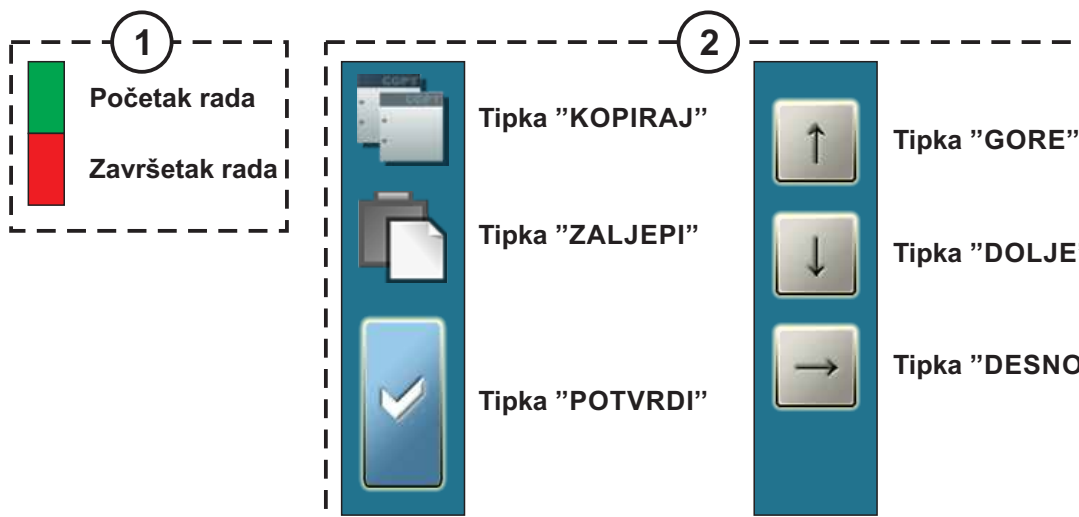 1
Početak rada
Završetak rada
2
COPY
COPY
Tipka ”KOPIRAJ”
Tipka ”ZALJEPI”
Tipka ”POTVRDI”
Tipka ”GORE”
Tipka ”DOLJE
Tipka ”DESNO